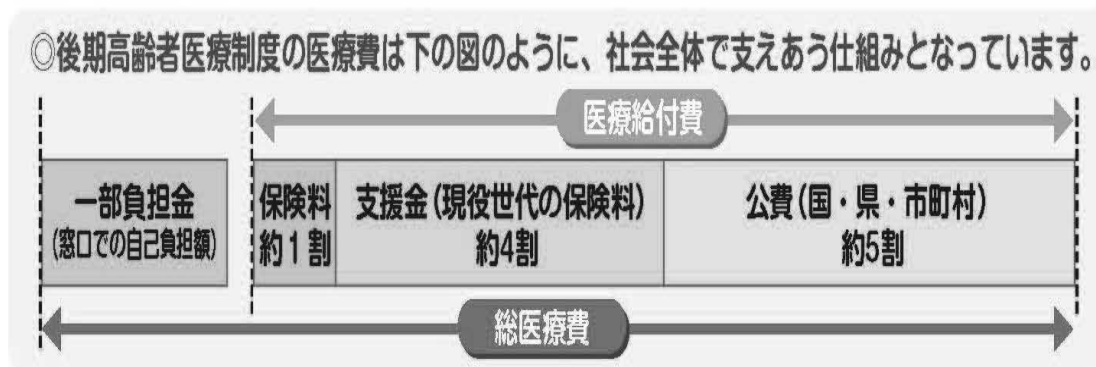 ◎後期高齢者医療制度の医療費は下の図のように、社会全体で支えあう仕組みとなっています。
医療給付費
一部負担金
(窓口での自己負担額)
保険料
約1割
支援金(現役世代の保険料)
約4割
公費(国・県・市町村)
約5割
総医療費